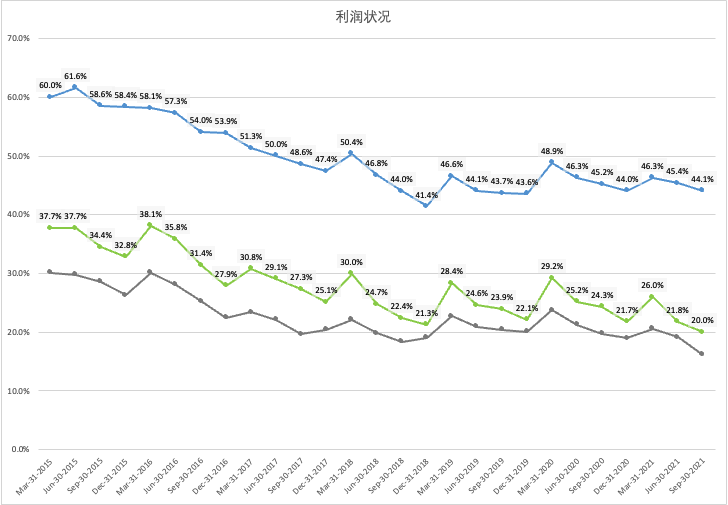 利润状况
70.0%
60.0%
50.0%
40.0%
30.0%
20.0%
10.0%
0.0%
60.0% 61.6% 58.6% 58.4% 58.1% 57.3% 54.0% 53.9% 51.3% 50.0% 48.6% 47.4% 50.4% 46.8% 44.0% 41.4% 46.6% 44.1% 43.7% 43.6% 48.9% 46.3% 45.2% 44.0% 46.3% 45.4% 44.1%
37.7% 37.7% 34.4% 32.8% 38.1% 35.8% 31.4% 27.9% 30.8% 29.1% 27.3% 25.1% 30.0% 24.7% 22.4% 21.3% 28.4% 24.6% 23.9% 22.1% 29.2% 25.2% 24.3% 21.7% 26.0% 21.8% 20.0%
Mar-31-2015
Jun-30-2015
Sep-30-2015
Dec-31-2015
Mar-31-2016
Jun-30-2016
Sep-30-2016
Dec-31-2016
Mar-31-2017
Jun-30-2017
Sep-30-2017
Dec-31-2017
Mar-31-2018
Jun-30-2018
Sep-30-2018
Dec-31-2018
Mar-31-2019
Jun-30-2019
Sep-30-2019
Dec-31-2019
Mar-31-2020
Jun-30-2020
Sep-30-2020
Dec-31-2020
Mar-31-2021
Jun-30-2021
Sep-30-2021